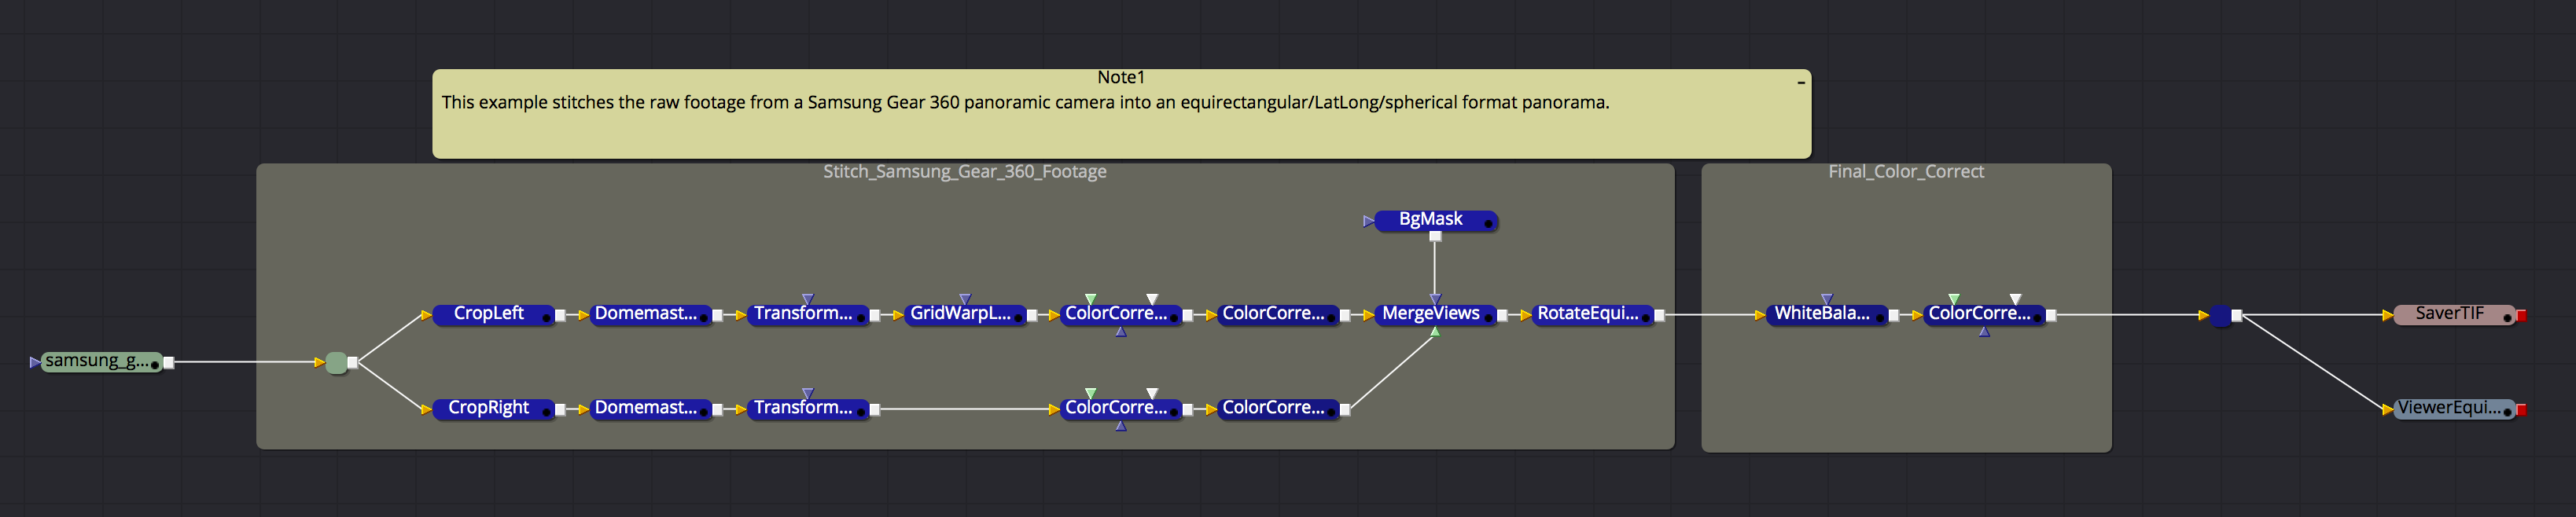 Note1
This example stitches the raw footage from a Samsung Gear 360 panoramic camera into an equirectangular/LatLong/spherical format panorama.
Stitch_Samsung_Gear_360_Footage
Final_Color_Correct
BgMask
CropLeft
Domemast...
Transform...
GridWarpL...
ColorCorre...
ColorCorre...
MergeViews
RotateEqui...
WhiteBala...
ColorCorre...
SaverTIF
samsung_g...
CropRight
Domemast...
Transform...
ColorCorre...
ColorCorre...
ViewerEqui...